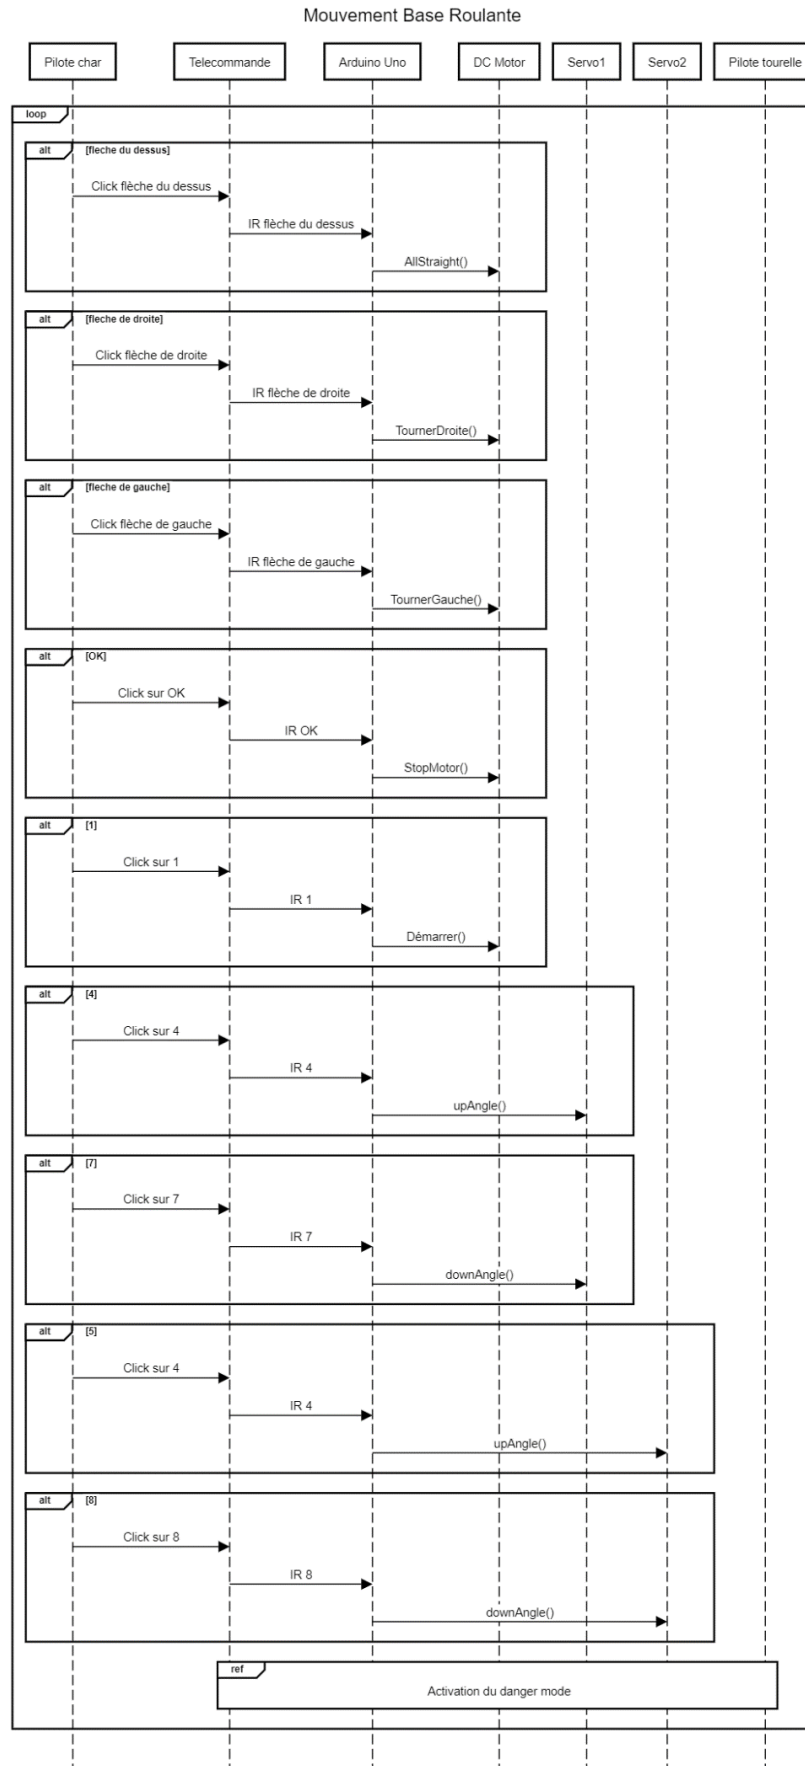 Mouvement Base Roulante
Pilote char
Telecommande
Arduino Uno
DC Motor
Servo1
Servo2
Pilote tourelle
loop
alt [fleche du dessus]
Click flèche du dessus
IR flèche du dessus
AllStraight()
alt [fleche de droite]
Click flèche de droite
IR flèche de droite
TournerDroite()
alt [fleche de gauche]
Click flèche de gauche
IR flèche de gauche
TournerGauche()
alt [OK]
Click sur OK
IR OK
StopMotor()
alt [1]
Click sur 1
IR 1
Démarrer()
alt [4]
Click sur 4
IR 4
upAngle()
alt [7]
Click sur 7
IR 7
downAngle()
alt [5]
Click sur 4
IR 4
upAngle()
alt [8]
Click sur 8
IR 8
downAngle()
ref
Activation du danger mode